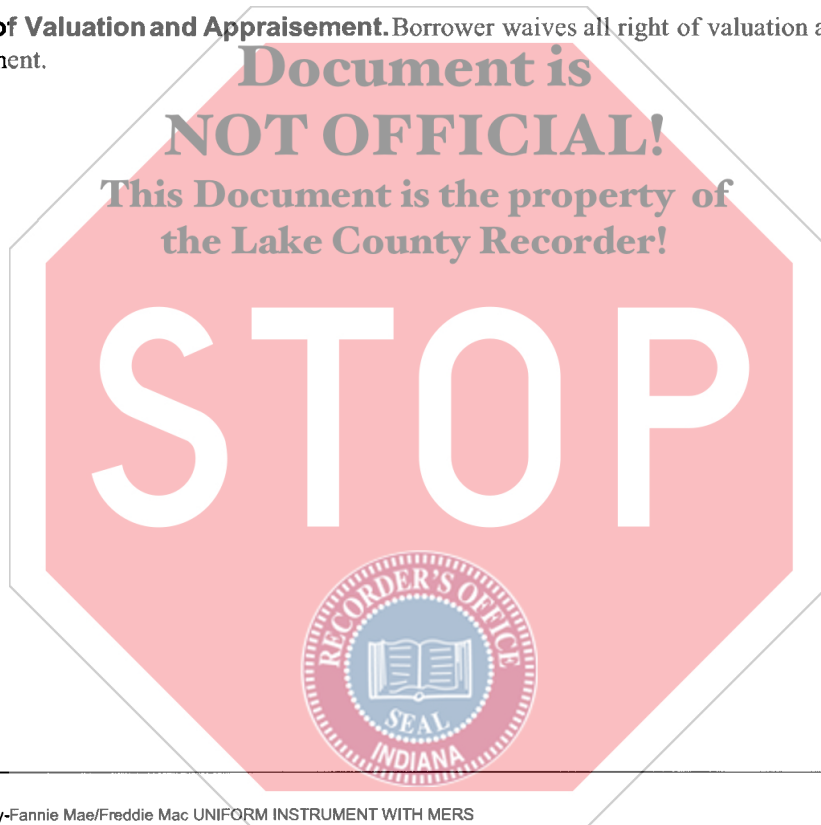 of Valuation and Appraisement. Borrower waives all right of valuation
Document is
NOT OFFICIAL!
This Document is the property of
the Lake County Recorder!
STOP
RECORDER'S OFFICE
SEAL
INDIANA
-Fannie Mae/Freddie Mac UNIFORM INSTRUMENT WITH MERS